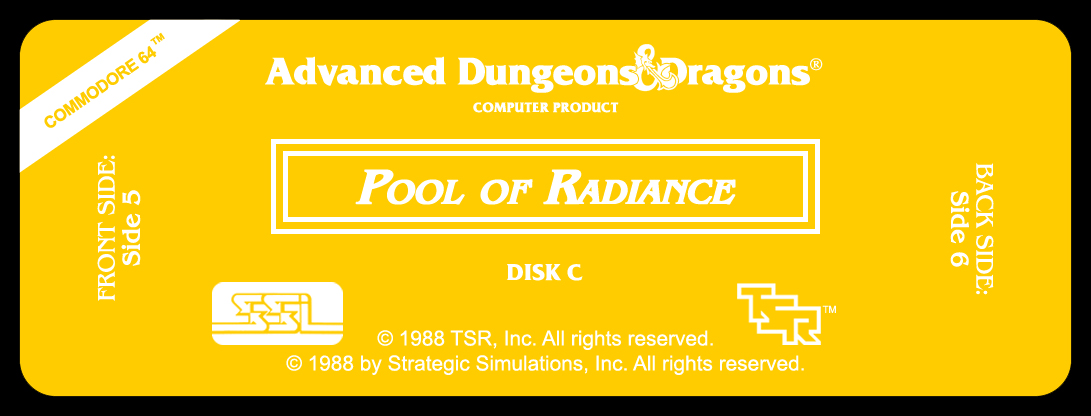 COMMODORE 64™
Advanced Dungeons & Dragons®
COMPUTER PRODUCT
POOL OF RADIANCE
FRONT SIDE:
Side 5
BACK SIDE:
Side 6
DISK C
SSI
TSR™
© 1988 TSR, Inc. All rights reserved.
© 1988 by Strategic Simulations, Inc. All rights reserved.